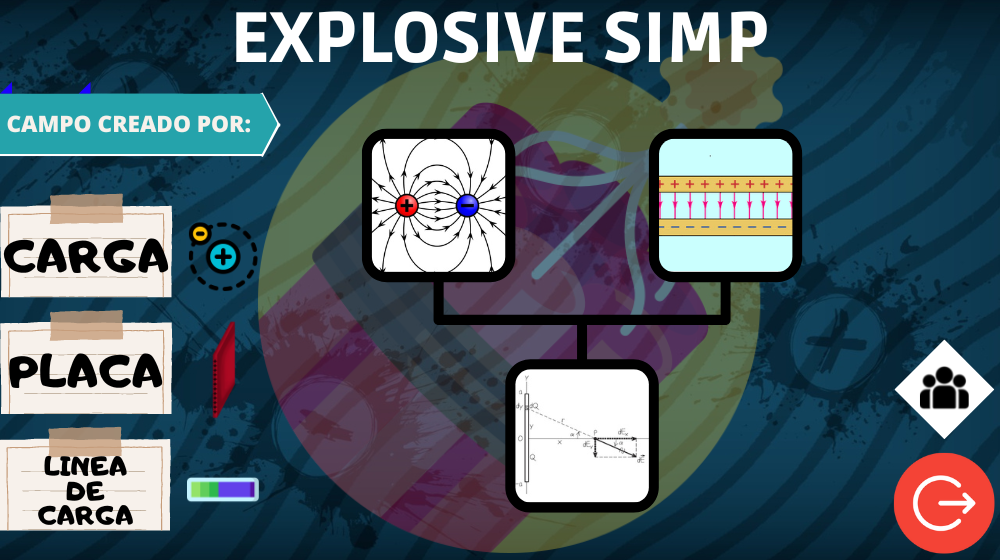 EXPLOSIVE SIMP
CAMPO CREADO POR:
CARGA
PLACA
LINEA
DE
CARGA